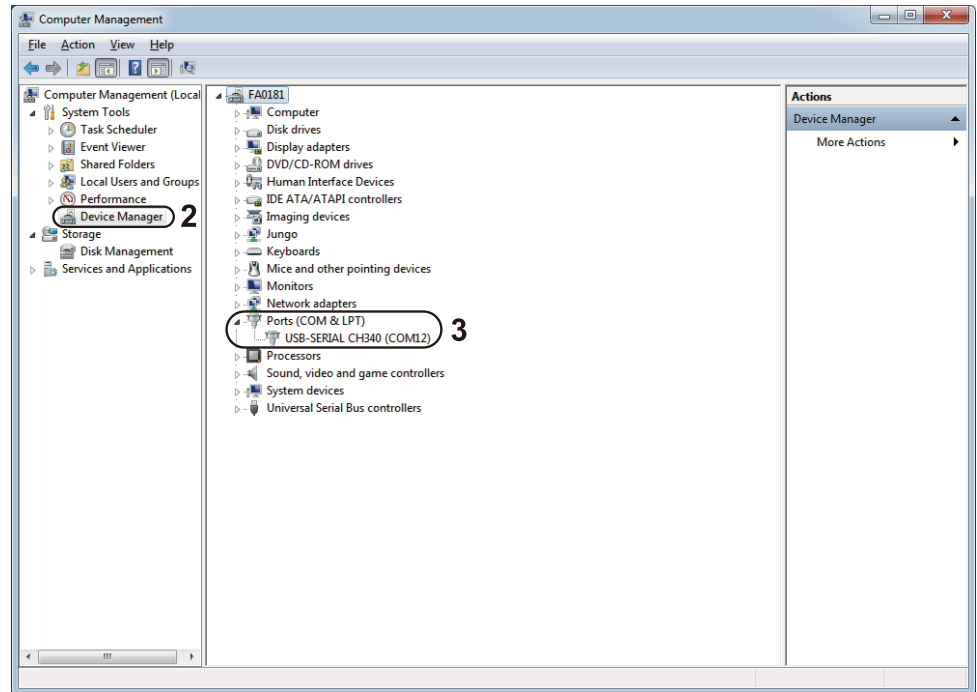 Computer Management
File Action View Help
Computer Management (Local
System Tools
Task Scheduler
Event Viewer
Shared Folders
Local Users and Groups
Performance
Device Manager 2
Storage
Disk Management
Services and Applications
FA0181
Computer
Disk drives
Display adapters
DVD/CD-ROM drives
Human Interface Devices
IDE ATA/ATAPI controllers
Imaging devices
Jungo
Keyboards
Mice and other pointing devices
Monitors
Network adapters
Ports (COM & LPT)
USB-SERIAL CH340 (COM12) 3
Processors
Sound, video and game controllers
System devices
Universal Serial Bus controllers
Actions
Device Manager
More Actions